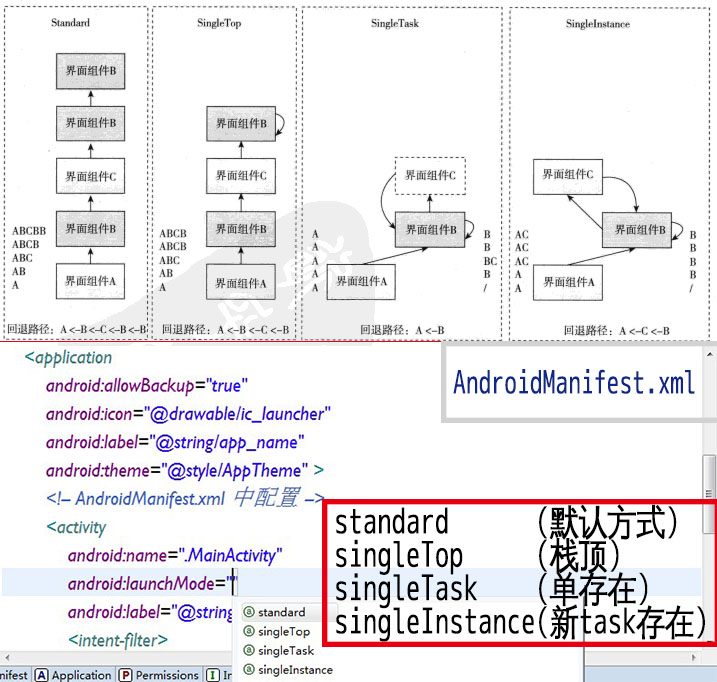 Standard
界面组件B
界面组件B
界面组件C
界面组件B
界面组件A
ABCBB
ABCB
ABC
AB
A
回退路径：A <-B <-C <-B <-B
SingleTop
界面组件B
界面组件C
界面组件B
界面组件A
ABCB
ABCB
ABC
AB
A
回退路径：A <-B <-C <-B
SingleTask
界面组件C
界面组件B
界面组件A
A
A
A
A
A
B
B
BC
B
/
回退路径：A <-B
SingleInstance
界面组件C
界面组件B
界面组件A
AC
AC
AC
A
A
B
B
B
B
/
回退路径：A <-C <-B
AndroidManifest.xml
<application
android:allowBackup="true"
android:icon="@drawable/ic_launcher"
android:label="@string/app_name"
android:theme="@style/AppTheme" >
<!– AndroidManifest.xml 中配置 –>
<activity
android:name=".MainActivity"
android:launchMode=""
android:label="@string
<intent-filter>
standard
singleTop
singleTask
singleInstance
standard (默认方式)
singleTop (栈顶)
singleTask (单存在)
singleInstance(新task存在)
nifest A Application P Permissions I In